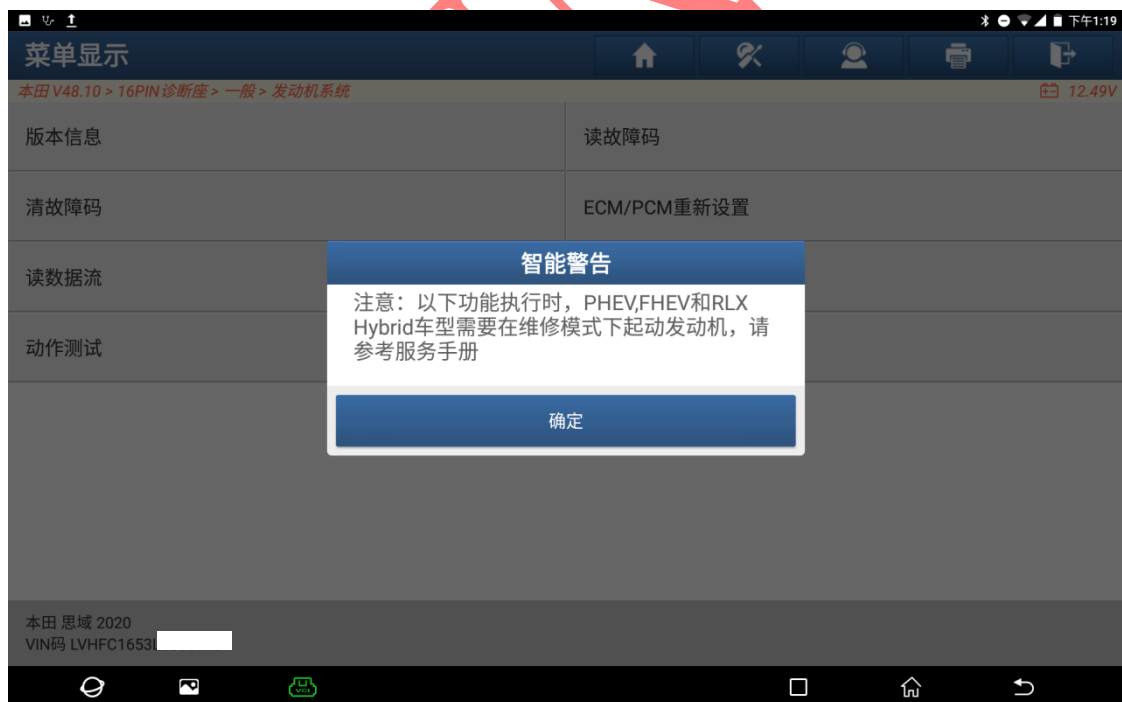 下午1:19
菜单显示
本田 V48.10 > 16PIN诊断座 > 一般 > 发动机系统
12.49V
版本信息
读故障码
清故障码
ECM/PCM重新设置
读数据流
动作测试
智能警告
注意：以下功能执行时，PHEV,FHEV和RLX
Hybrid车型需要在维修模式下起动发动机，请
参考服务手册
确定
本田 思域 2020
VIN码 LVHFC1653
VCI